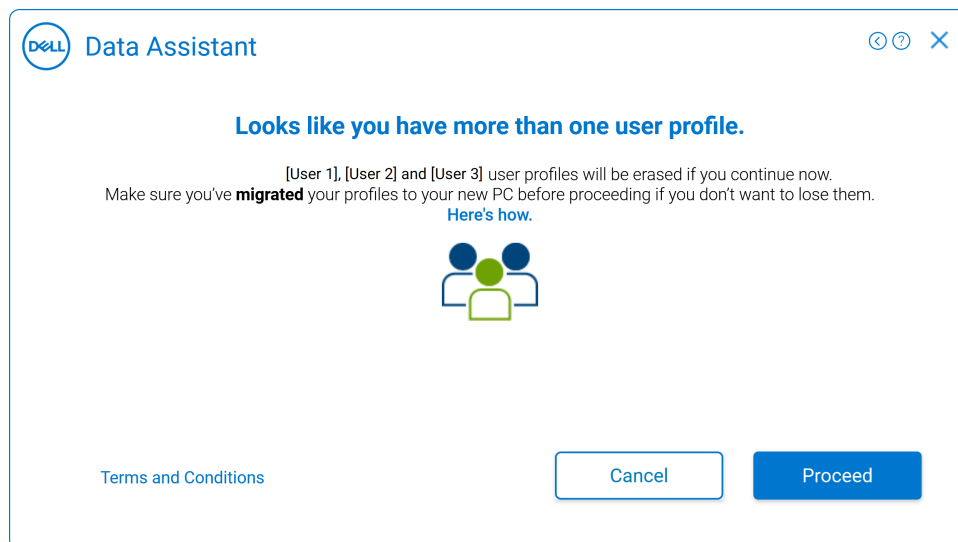 DELL
Data Assistant
?
Looks like you have more than one user profile.
[User 1], [User 2] and [User 3] user profiles will be erased if you continue now.
Make sure you've migrated your profiles to your new PC before proceeding if you don't want to lose them.
Here's how.
Terms and Conditions
Cancel
Proceed